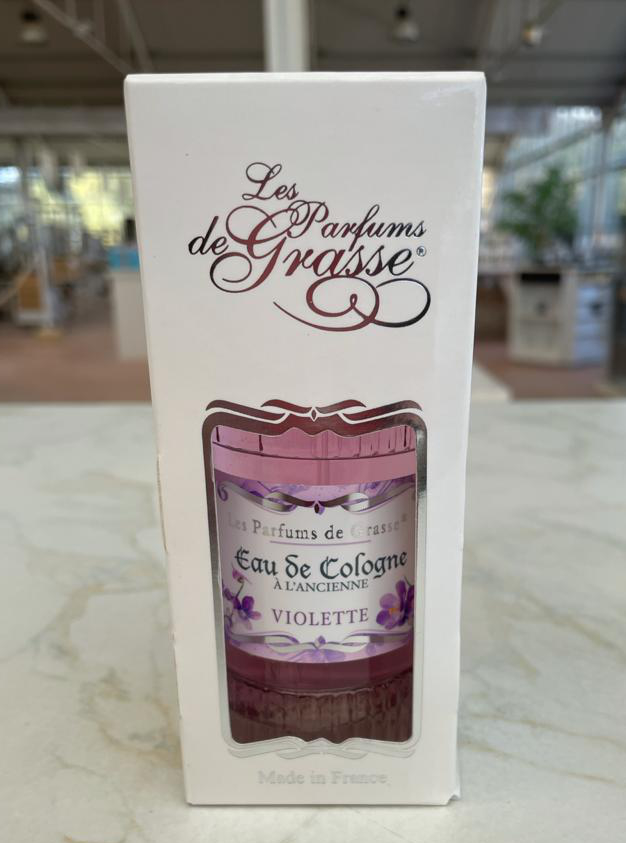 Les
Parfums
de Grasse®
Les Parfums de Grasse®
Eau de Cologne
À L'ANCIENNE
VIOLETTE
Made in France